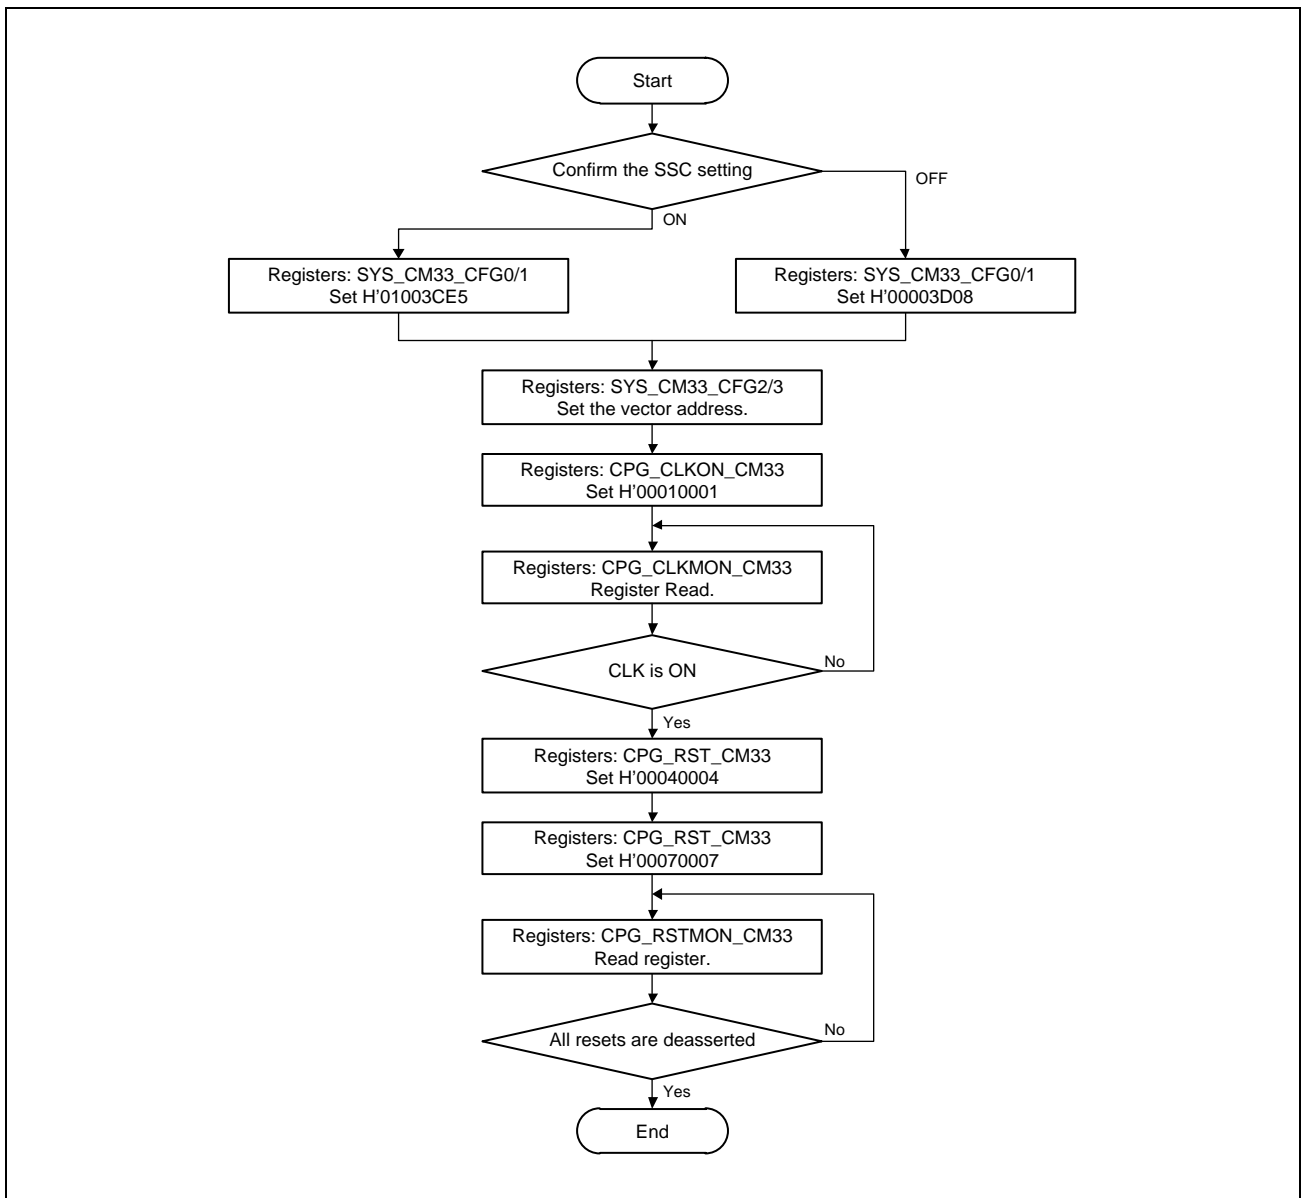 Start
Confirm the SSC setting
OFF
ON
Registers: SYS_CM33_CFG0/1
Set H'01003CE5
Registers: SYS_CM33_CFG0/1
Set H'00003D08
Registers: SYS_CM33_CFG2/3
Set the vector address.
Registers: CPG_CLKON_CM33
Set H'00010001
Registers: CPG_CLKMON_CM33
Register Read.
CLK is ON
No
Yes
Registers: CPG_RST_CM33
Set H'00040004
Registers: CPG_RST_CM33
Set H'00070007
Registers: CPG_RSTMON_CM33
Read register.
All resets are deasserted
No
Yes
End